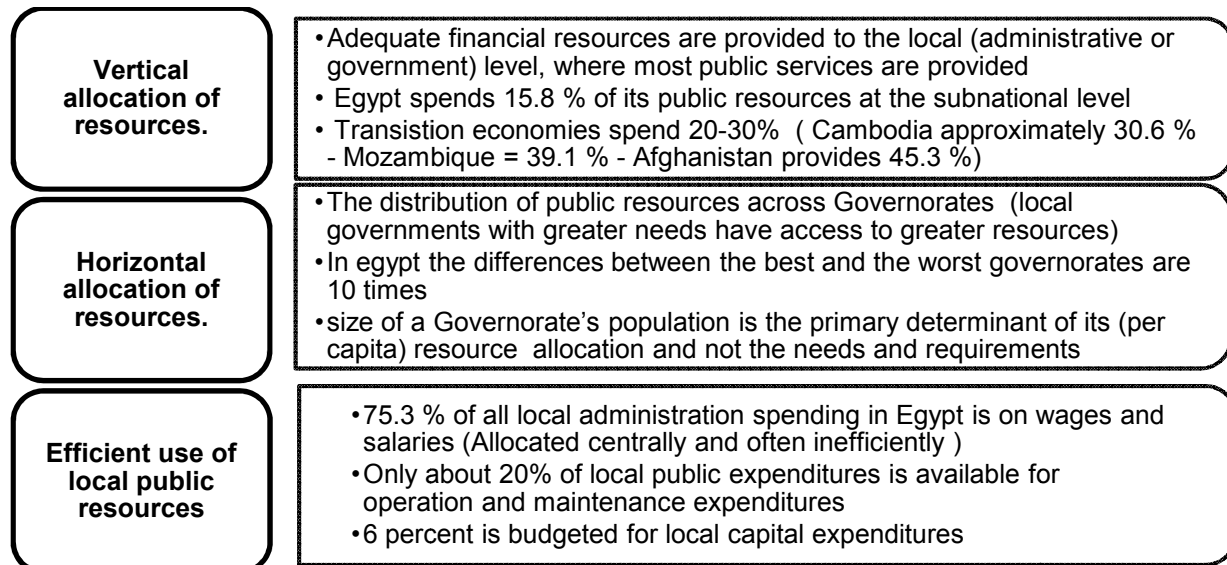 Vertical
allocation of
resources.
•Adequate financial resources are provided to the local (administrative or
government) level, where most public services are provided
• Egypt spends 15.8 % of its public resources at the subnational level
• Transistion economies spend 20-30% ( Cambodia approximately 30.6 %
- Mozambique = 39.1 % - Afghanistan provides 45.3 %)
Horizontal
allocation of
resources.
•The distribution of public resources across Governorates (local
governments with greater needs have access to greater resources)
•In egypt the differences between the best and the worst governorates are
10 times
•size of a Governorate's population is the primary determinant of its (per
capita) resource allocation and not the needs and requirements
Efficient use of
local public
resources
•75.3 % of all local administration spending in Egypt is on wages and
salaries (Allocated centrally and often inefficiently )
•Only about 20% of local public expenditures is available for
operation and maintenance expenditures
•6 percent is budgeted for local capital expenditures